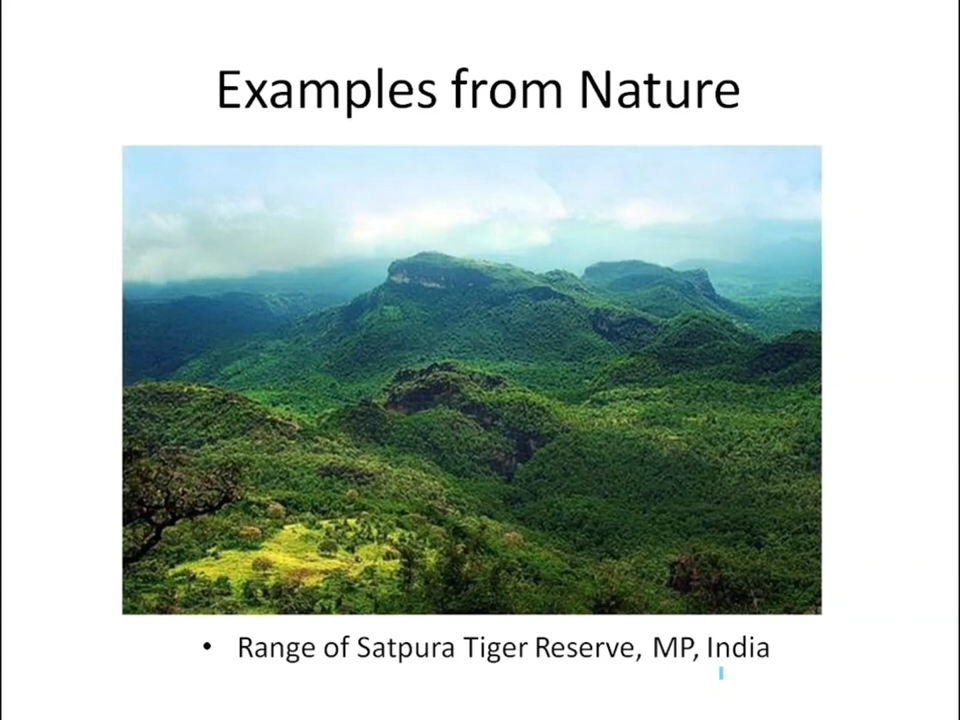 Examples from Nature
• Range of Satpura Tiger Reserve, MP, India